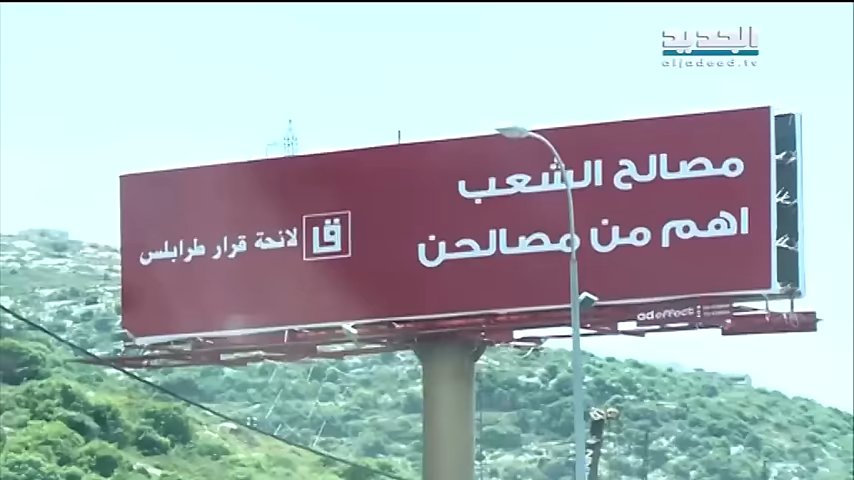 الجديد
aljadeed.tv
مصالح الشعب
اهم من مصالحن
قا
لائحة قرار طرابلس
adeffect